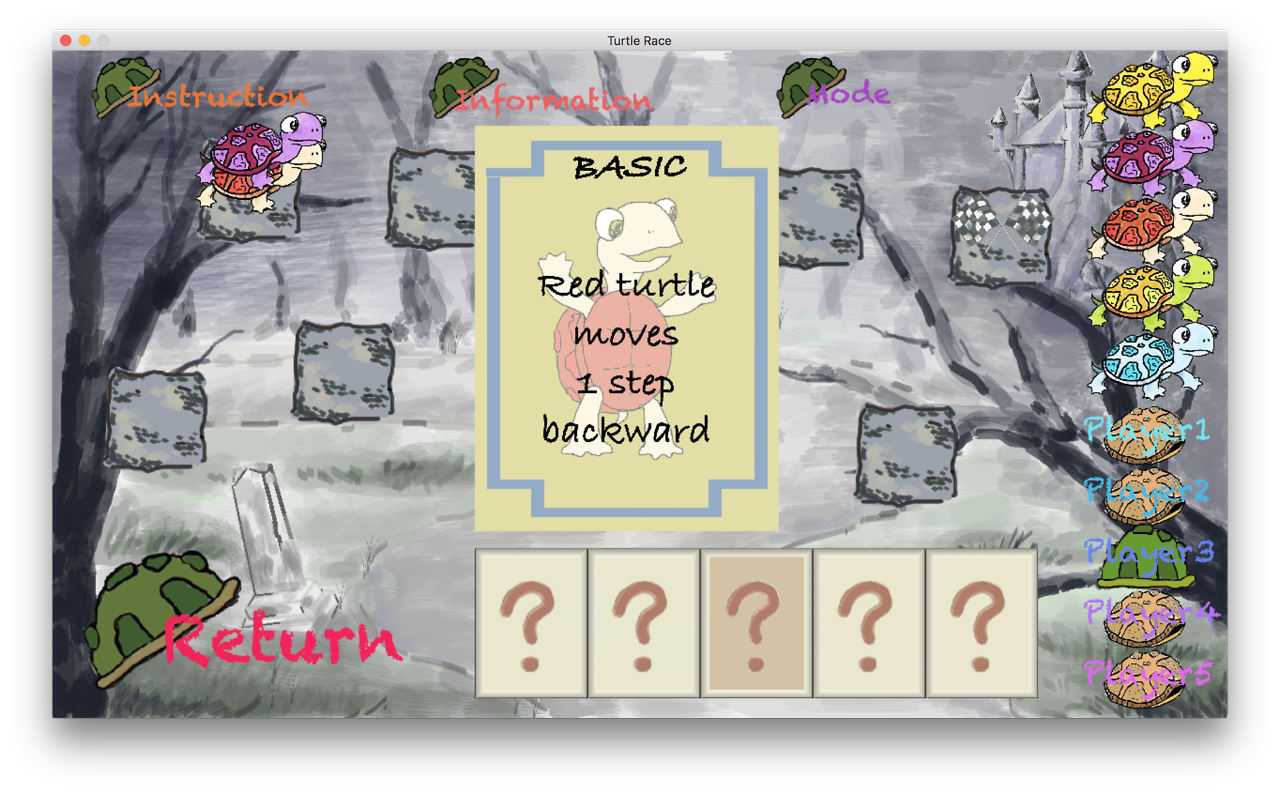 Turtle Race
Instruction
Information
Mode
BASIC
Red turtle
moves
1 step
backward
Player1
Player2
Player3
Player4
Player5
Return
? ? ? ? ?